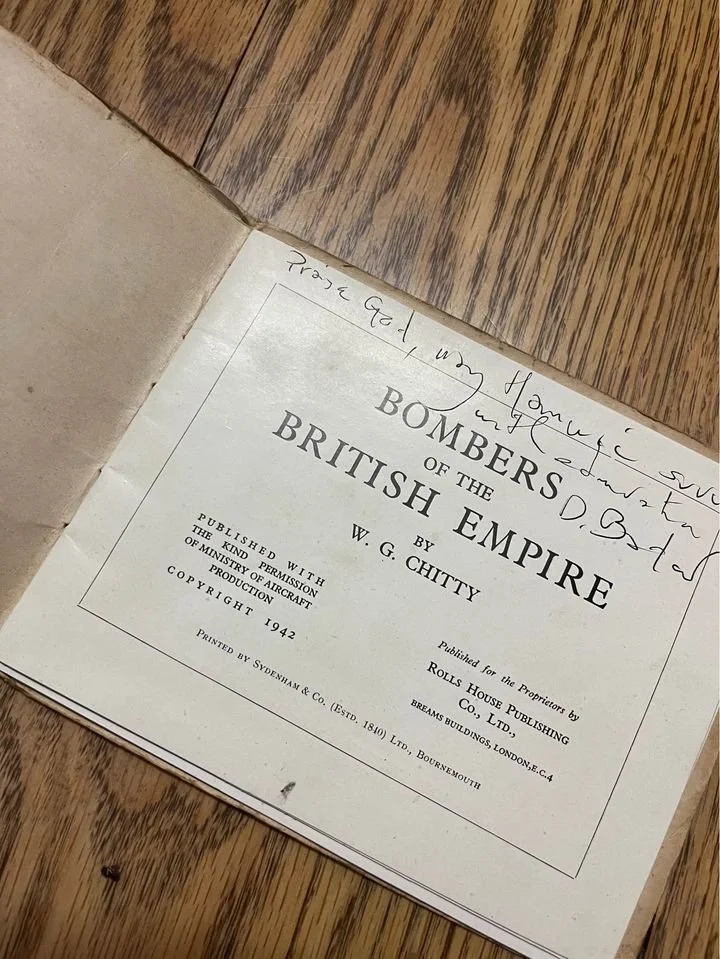 Praise God, may
BOMBERS
OF THE
BRITISH EMPIRE
BY
W. G. CHITTY
PUBLISHED WITH
THE KIND PERMISSION
OF MINISTRY OF AIRCRAFT
PRODUCTION
COPYRIGHT 1942
Published for the Proprietors by
ROLLS HOUSE PUBLISHING
CO., LTD.,
BREAMS BUILDINGS, LONDON, E.C.4
PRINTED BY SYDENHAM & CO. (ESTD. 1840) LTD., BOURNEMOUTH